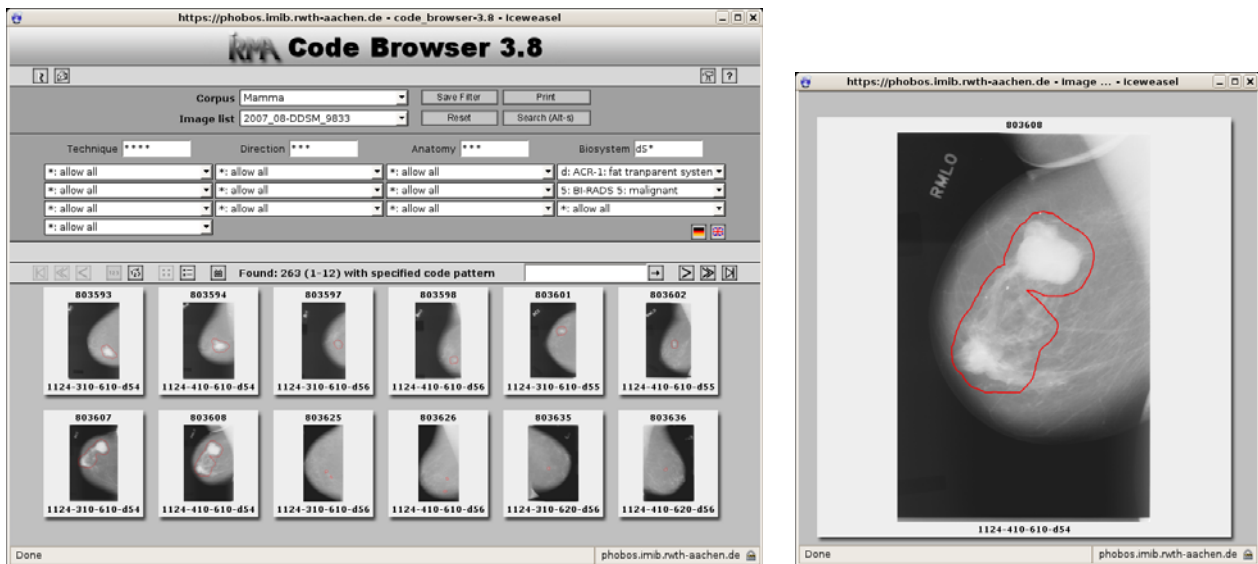 https://phobos.imib.rwth-aachen.de - code_browser-3.8 - Iceweasel
IRMA Code Browser 3.8
?
Corpus Mamma Save Filter Print
Image list 2007_08-DDSM_9833 Reset Search (Alt-s)
Technique **** Direction *** Anatomy *** Biosystem d5*
*: allow all *: allow all *: allow all d: ACR-1: fat tranparent systen
*: allow all *: allow all *: allow all 5: BI-RADS 5: malignant
*: allow all *: allow all *: allow all *: allow all
*: allow all
Found: 263 (1-12) with specified code pattern
803593 803594 803597 803598 803601 803602
1124-310-610-d54 1124-410-610-d54 1124-310-610-d56 1124-410-610-d56 1124-310-610-d55 1124-410-610-d55
803607 803608 803625 803626 803635 803636
1124-310-610-d54 1124-410-610-d54 1124-310-610-d56 1124-410-610-d56 1124-310-620-d56 1124-410-620-d56
Done phobos.imib.rwth-aachen.de
https://phobos.imib.rwth-aachen.de - Image ... - Iceweasel
803608
RMLO
1124-410-610-d54
Done phobos.imib.rwth-aachen.de